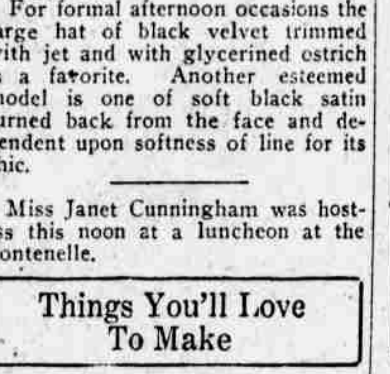 For formal afternoon occasions the
arge hat of black velvet trimmed
ith jet and with glycerined ostrich
a favorite. Another esteemed
odel is one of soft black satin
urned back from the face and de-
endent upon softness of line for its
hic.
Miss Janet Cunningham was host-
ss this noon at a luncheon at the
ontenelle.
Things You'll Love
To Make